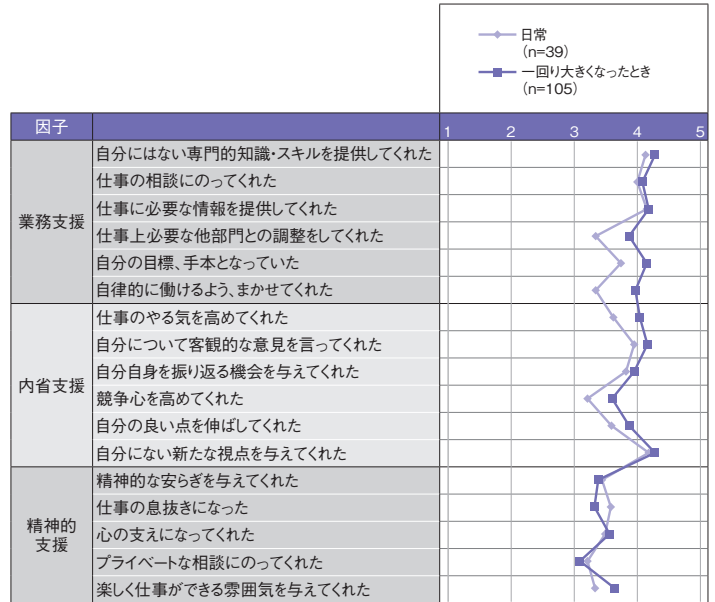 日常
(n=39)
一回り大きくなったとき
(n=105)
因子
1 2 3 4 5
業務支援
自分にはない専門的知識・スキルを提供してくれた
仕事の相談にのってくれた
仕事に必要な情報を提供してくれた
仕事上必要な他部門との調整をしてくれた
自分の目標、手本となっていた
自律的に働けるよう、まかせてくれた
内省支援
仕事のやる気を高めてくれた
自分について客観的な意見を言ってくれた
自分自身を振り返る機会を与えてくれた
競争心を高めてくれた
自分の良い点を伸ばしてくれた
自分にない新たな視点を与えてくれた
精神的
支援
精神的な安らぎを与えてくれた
仕事の息抜きになった
心の支えになってくれた
プライベートな相談にのってくれた
楽しく仕事ができる雰囲気を与えてくれた